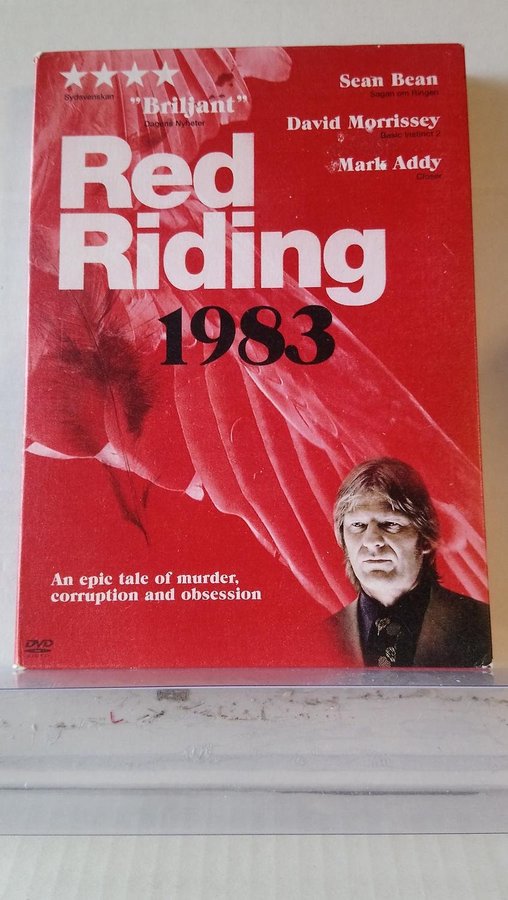 ★★★★
Sydsvenskan
"Briljant"
Dagens Nyheter
Sean Bean
Sagan om Ringen
David Morrissey
Basic Instinct 2
Mark Addy
Closer
Red
Riding
1983
An epic tale of murder,
corruption and obsession
DVD
VIDEO